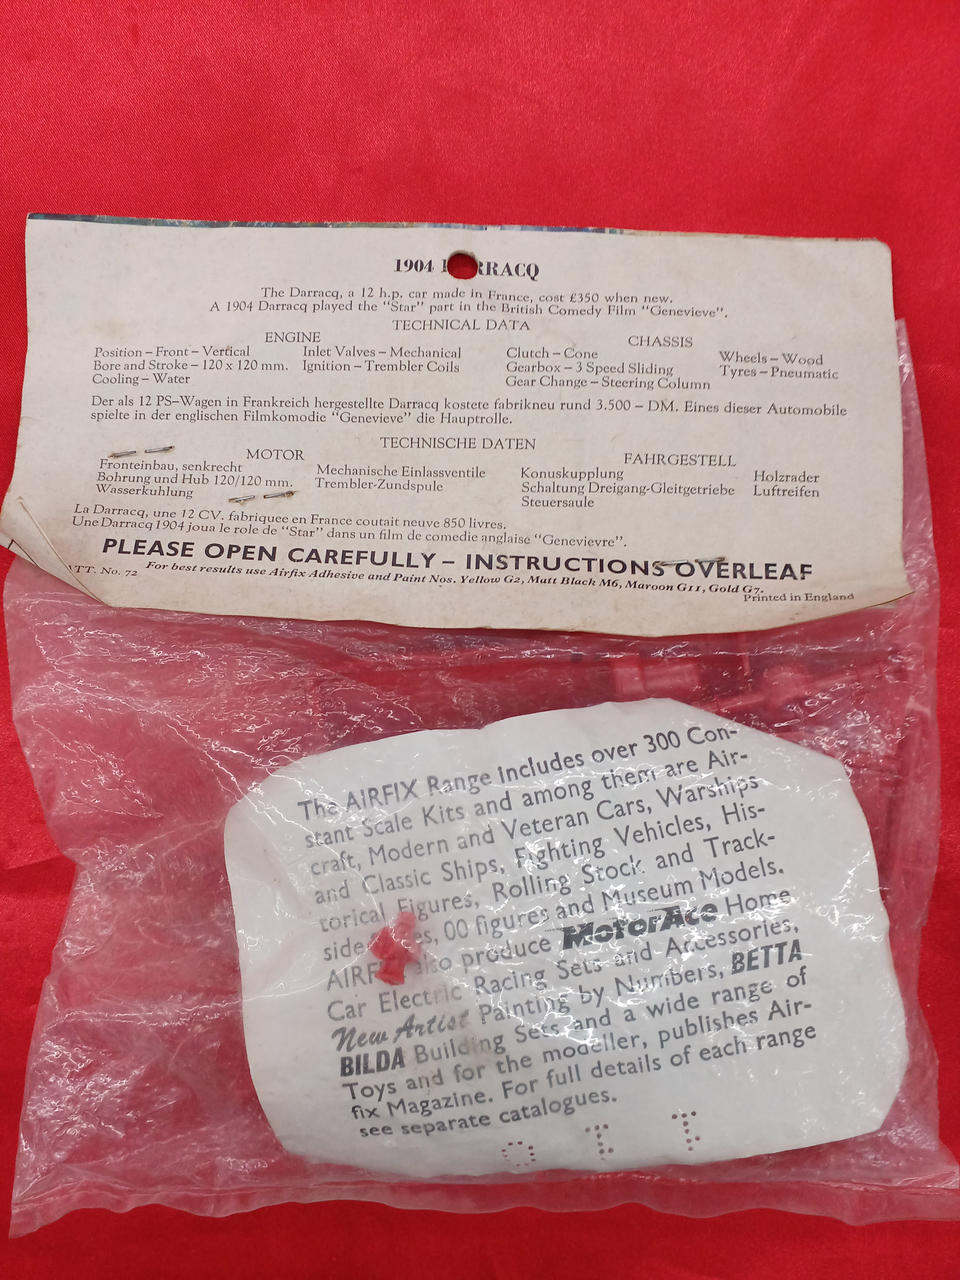 1904 RRACQ
The Darracq, a 12 h.p. car made in France, cost £350 when new.
A 1904 Darracq played the "Star" part in the British Comedy Film "Genevieve".
TECHNICAL DATA
ENGINE CHASSIS
Position – Front – Vertical Inlet Valves – Mechanical Clutch – Cone Wheels – Wood
Bore and Stroke – 120 x 120 mm. Ignition – Trembler Coils Gearbox – 3 Speed Sliding Tyres – Pneumatic
Cooling – Water Gear Change – Steering Column
Der als 12 PS–Wagen in Frankreich hergestellte Darracq kostete fabrikneu rund 3.500 – DM. Eines dieser Automobile
spielte in der englischen Filmkomodie "Genevieve" die Hauptrolle.
TECHNISCHE DATEN
MOTOR FAHRGESTELL
Fronteinbau, senkrecht Mechanische Einlassventile Konuskupplung Holzrader
Bohrung und Hub 120/120 mm. Trembler-Zundspule Schaltung Dreigang-Gleitgetriebe Luftreifen
Wasserkuhlung Steuersaule
La Darracq, une 12 CV. fabriquee en France coutait neuve 850 livres.
Une Darracq 1904 joua le role de "Star" dans un film de comedie anglaise "Genevievre".
PLEASE OPEN CAREFULLY – INSTRUCTIONS OVERLEAF
TT. No. 72 For best results use Airfix Adhesive and Paint Nos. Yellow G2, Matt Black M6, Maroon G11, Gold G7.
Printed in England
The AIRFIX Range includes over 300 Con-
stant Scale Kits and among them are Air-
craft, Modern and Veteran Cars, Warships
and Classic Ships, Fighting Vehicles, His-
torical Figures, Rolling Stock and Track-
side es, 00 figures and Museum Models.
AIRF also produce MotorAce Home
Car Electric Racing Sets and Accessories,
New Artist Painting by Numbers, BETTA
BILDA Building Sets and a wide range of
Toys and for the modeller, publishes Air-
fix Magazine. For full details of each range
see separate catalogues.